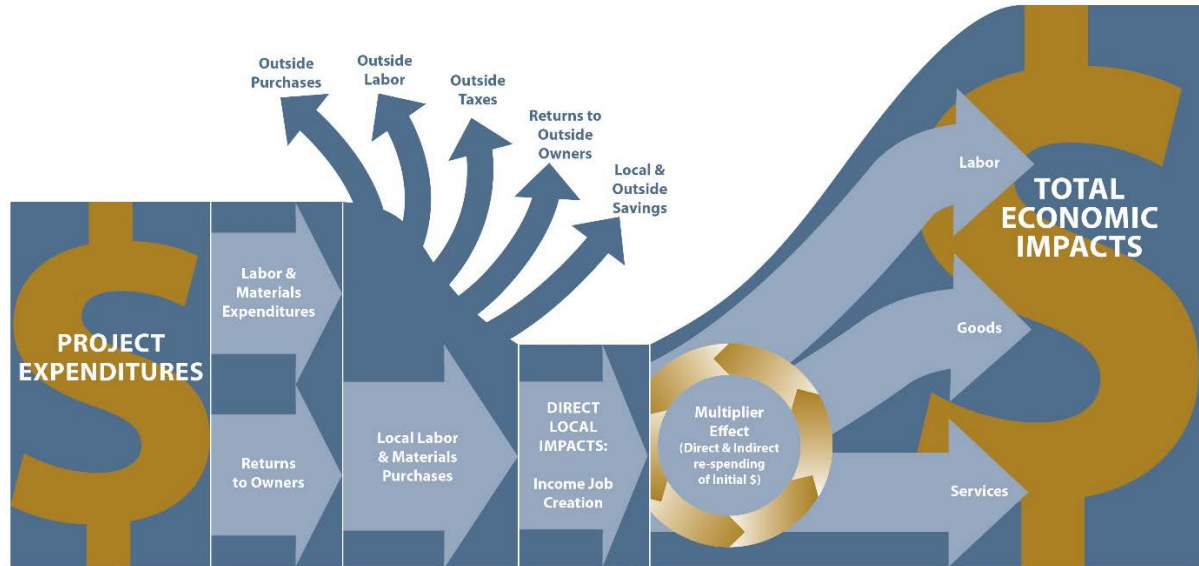 PROJECT
EXPENDITURES
Labor &
Materials
Expenditures
Returns
to Owners
Outside
Purchases
Outside
Labor
Outside
Taxes
Returns to
Outside
Owners
Local &
Outside
Savings
Local Labor
& Materials
Purchases
DIRECT
LOCAL
IMPACTS:
Income Job
Creation
Multiplier
Effect
(Direct & Indirect
re-spending
of Initial $)
Labor
Goods
Services
TOTAL
ECONOMIC
IMPACTS